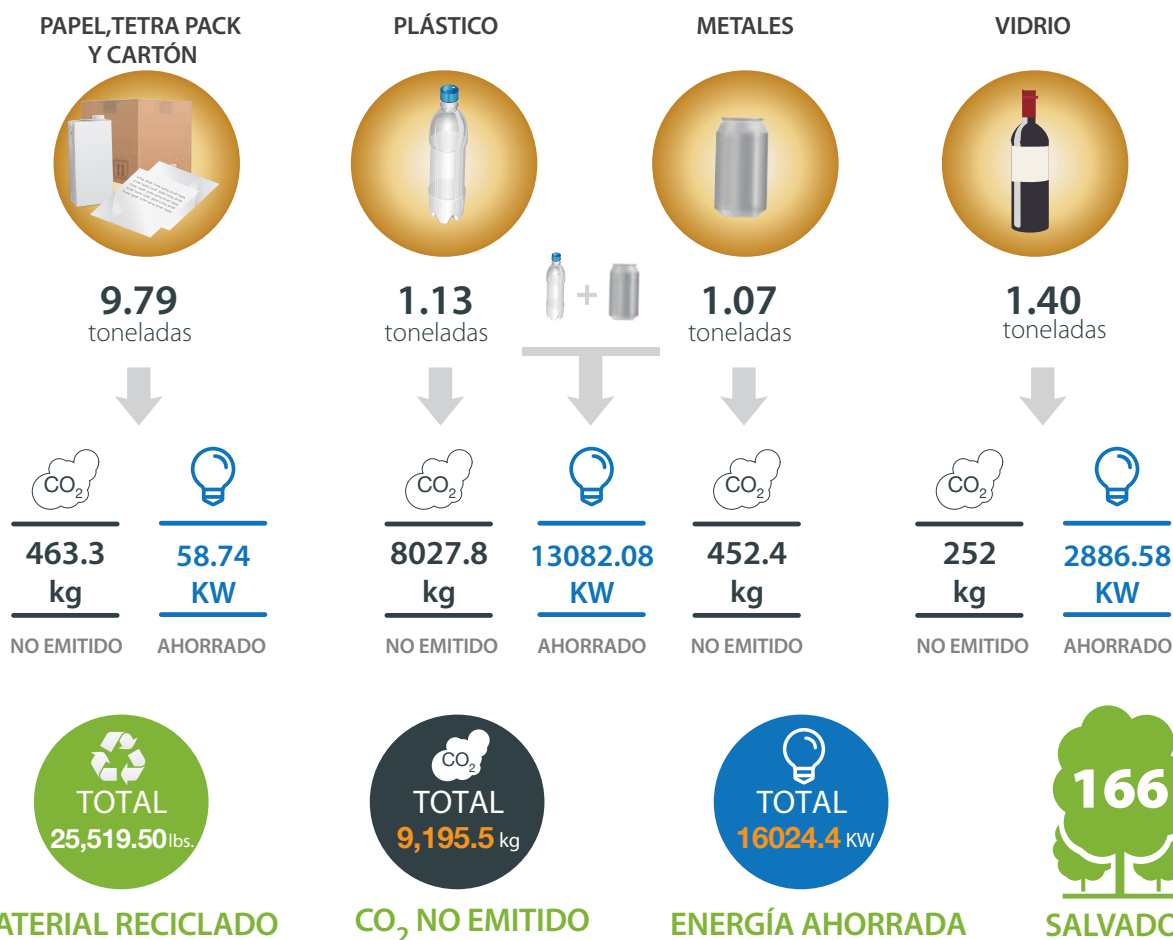 PAPEL,TETRA PACK
Y CARTÓN
PLÁSTICO
METALES
VIDRIO
9.79
toneladas
1.13
toneladas
+
1.07
toneladas
1.40
toneladas
CO2
463.3
kg
NO EMITIDO
58.74
KW
AHORRADO
CO2
8027.8
kg
NO EMITIDO
13082.08
KW
AHORRADO
CO2
452.4
kg
NO EMITIDO
CO2
252
kg
NO EMITIDO
2886.58
KW
AHORRADO
TOTAL
25,519.50 lbs.
ATERIAL RECICLADO
CO2
TOTAL
9,195.5 kg
CO2 NO EMITIDO
TOTAL
16024.4 KW
ENERGÍA AHORRADA
166
SALVADO